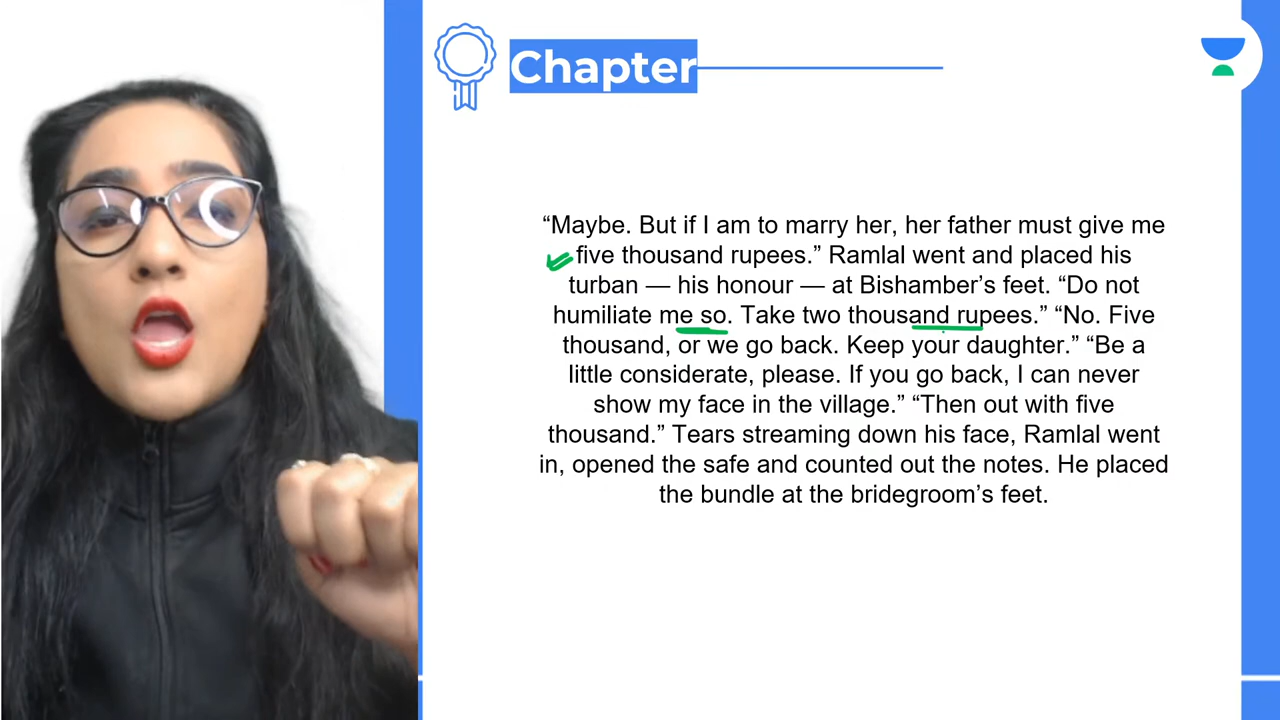 Chapter
“Maybe. But if I am to marry her, her father must give me
five thousand rupees.” Ramlal went and placed his
turban — his honour — at Bishamber’s feet. “Do not
humiliate me so. Take two thousand rupees.” “No. Five
thousand, or we go back. Keep your daughter.” “Be a
little considerate, please. If you go back, I can never
show my face in the village.” “Then out with five
thousand.” Tears streaming down his face, Ramlal went
in, opened the safe and counted out the notes. He placed
the bundle at the bridegroom’s feet.